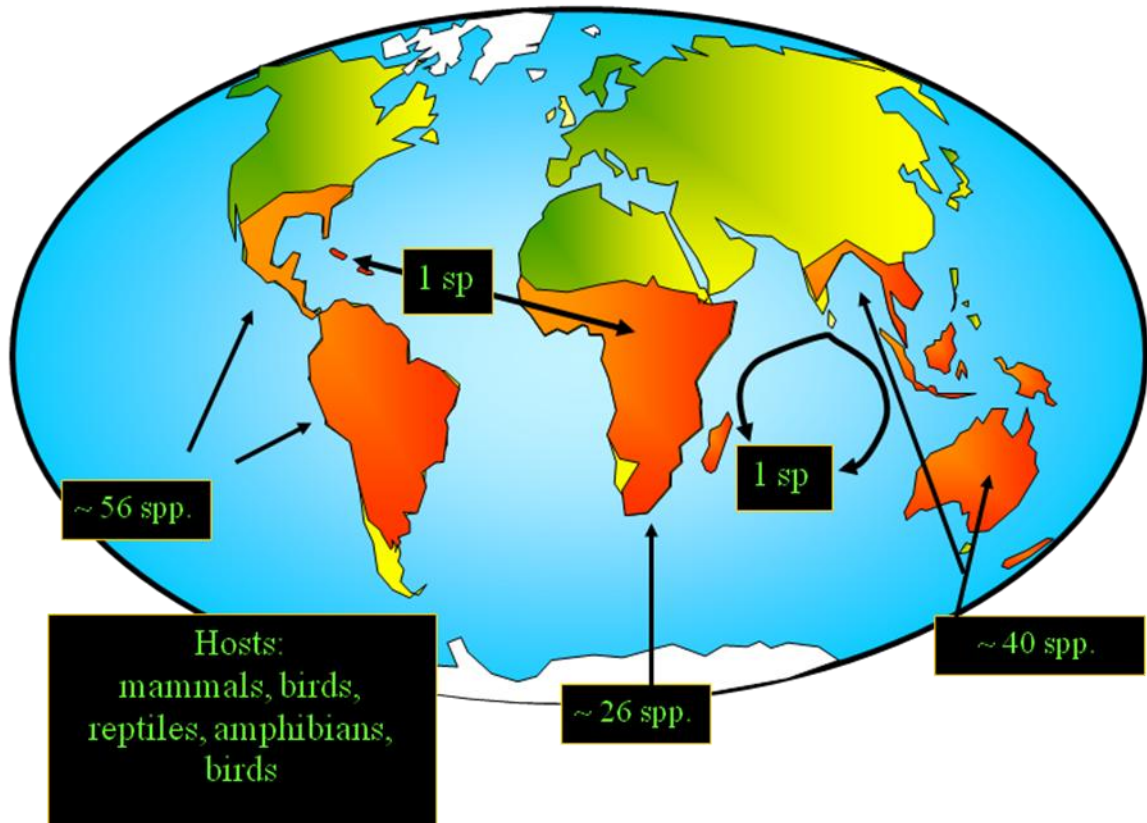 1 sp
1 sp
~ 56 spp.
~ 40 spp.
~ 26 spp.
Hosts:
mammals, birds,
reptiles, amphibians,
birds